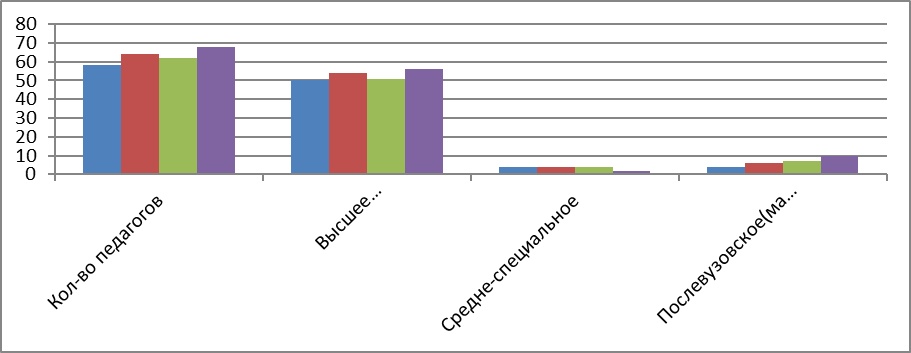 80
70
60
50
40
30
20
10
0
Кол-во педагогов
Высшее...
Средне-специальное
Послевузовское(ма...